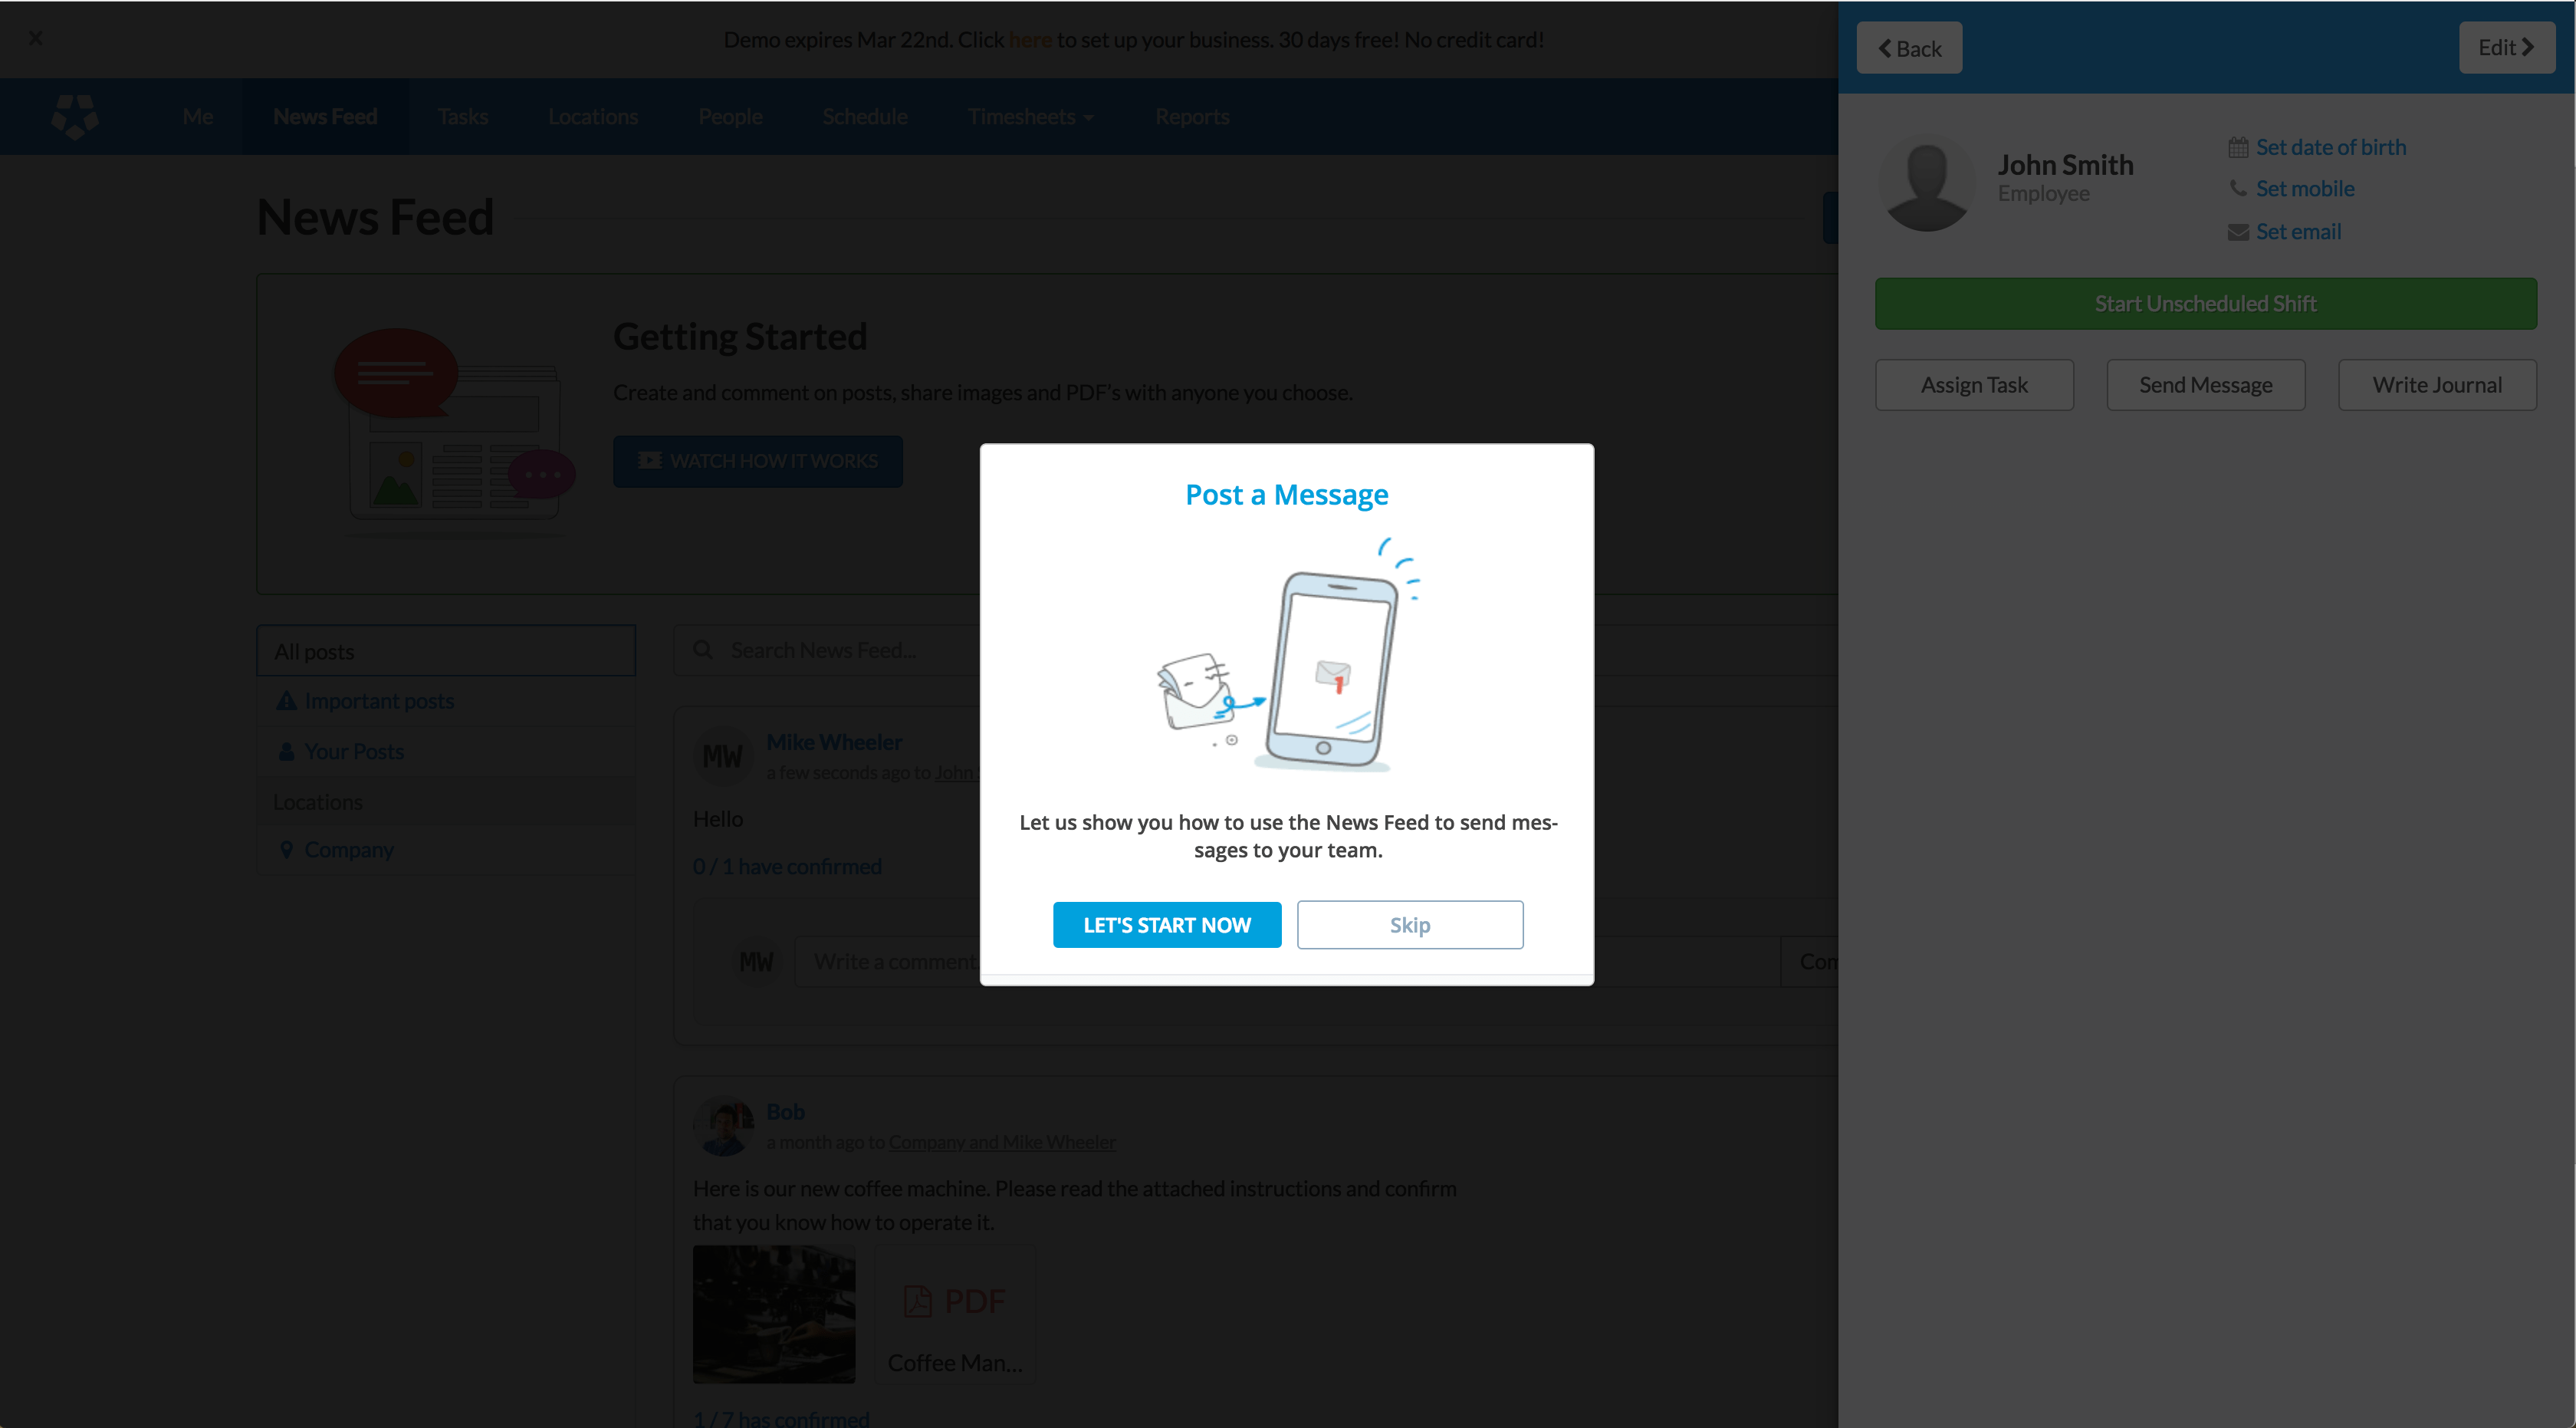 Demo expires Mar 22nd. Click here to set up your business. 30 days free! No credit card!
Back
Edit
Me
News Feed
Tasks
Locations
People
Schedule
Timesheets
Reports
John Smith
Employee
Set date of birth
Set mobile
Set email
Start Unscheduled Shift
Assign Task
Send Message
Write Journal
News Feed
Getting Started
Create and comment on posts, share images and PDF's with anyone you choose.
WATCH HOW IT WORKS
Post a Message
1
Let us show you how to use the News Feed to send mes-
sages to your team.
LET'S START NOW
Skip
All posts
Important posts
Your Posts
Locations
Company
Search News Feed...
MW
Mike Wheeler
a few seconds ago to John
Hello
0 / 1 have confirmed
MW
Write a comment
Com
Bob
a month ago to Company and Mike Wheeler
Here is our new coffee machine. Please read the attached instructions and confirm
that you know how to operate it.
PDF
Coffee Man...
1 / 7 has confirmed